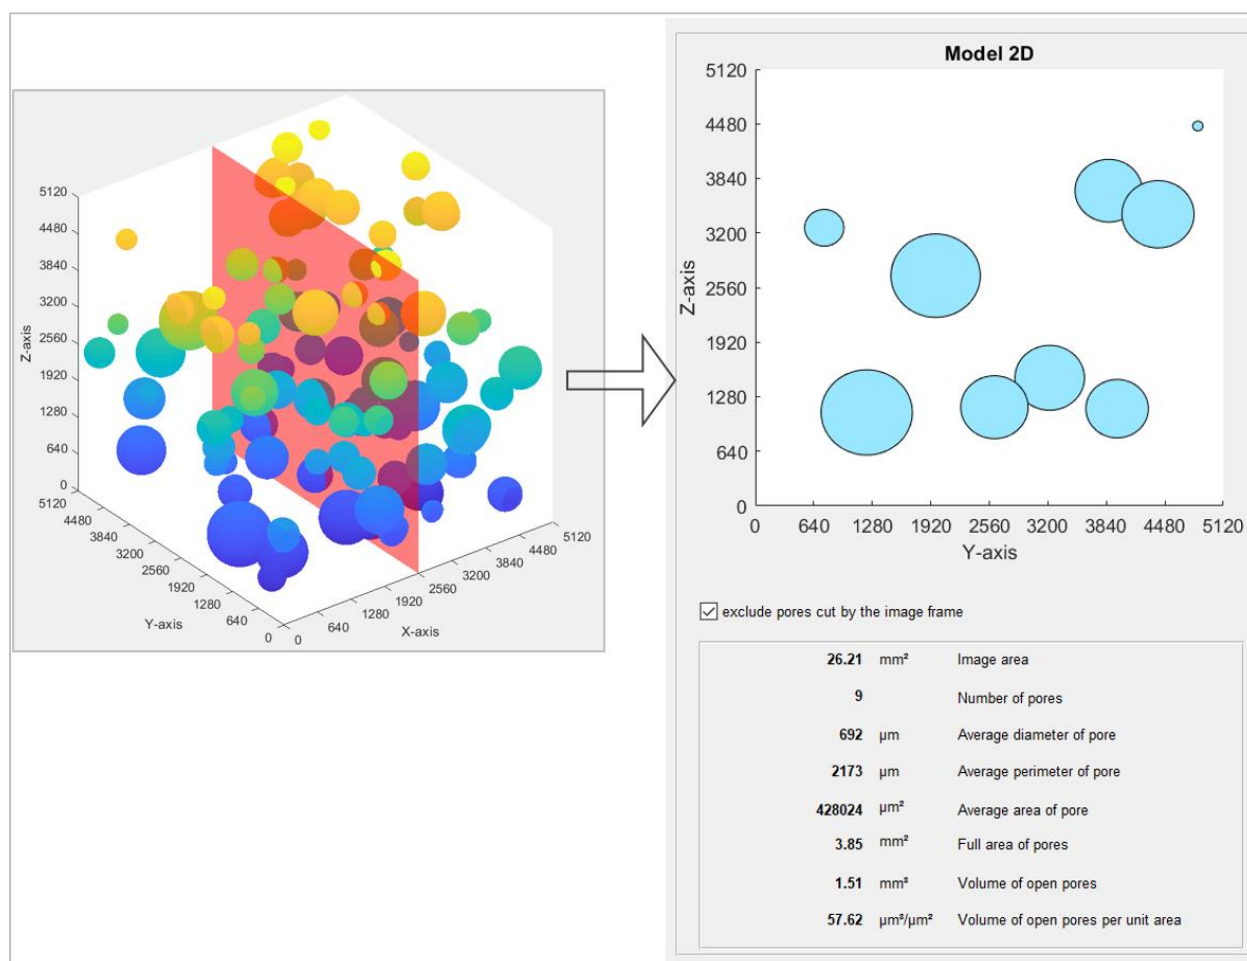 5120
4480
3840
3200
2560
1920
1280
640
0
Z-axis
5120
4480
3840
3200
2560
1920
1280
640
0
Y-axis
0
640
1280
1920
2560
3200
3840
4480
5120
X-axis
Model 2D
5120
4480
3840
3200
2560
1920
1280
640
0
Z-axis
0 640 1280 1920 2560 3200 3840 4480 5120
Y-axis
exclude pores cut by the image frame
26.21 mm² Image area
9 Number of pores
692 µm Average diameter of pore
2173 µm Average perimeter of pore
428024 µm² Average area of pore
3.85 mm² Full area of pores
1.51 mm³ Volume of open pores
57.62 µm³/µm² Volume of open pores per unit area